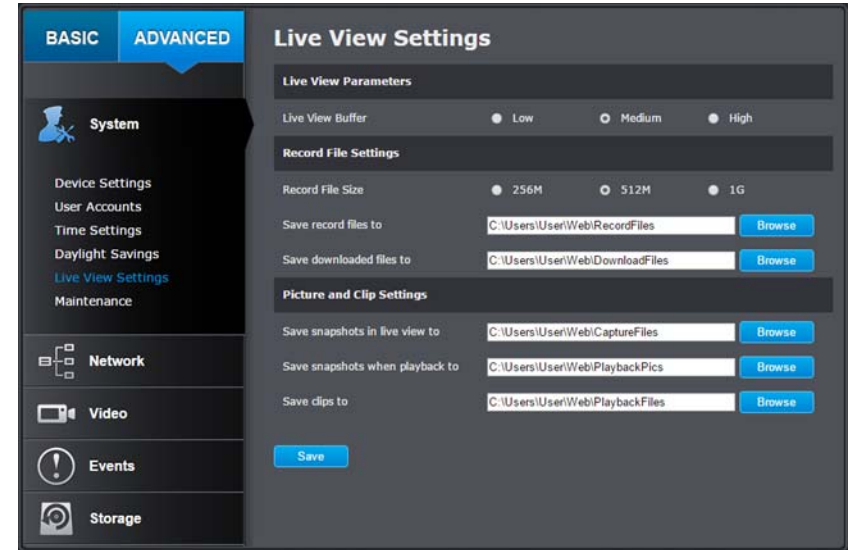 BASIC ADVANCED
Live View Settings
Live View Parameters
System
Live View Buffer Low Medium High
Record File Settings
Device Settings
User Accounts
Time Settings
Daylight Savings
Live View Settings
Maintenance
Record File Size 256M 512M 1G
Save record files to C:\Users\User\Web\RecordFiles Browse
Save downloaded files to C:\Users\User\Web\DownloadFiles Browse
Picture and Clip Settings
Save snapshots in live view to C:\Users\User\Web\CaptureFiles Browse
Save snapshots when playback to C:\Users\User\Web\PlaybackPics Browse
Save clips to C:\Users\User\Web\PlaybackFiles Browse
Save
Network
Video
Events
Storage